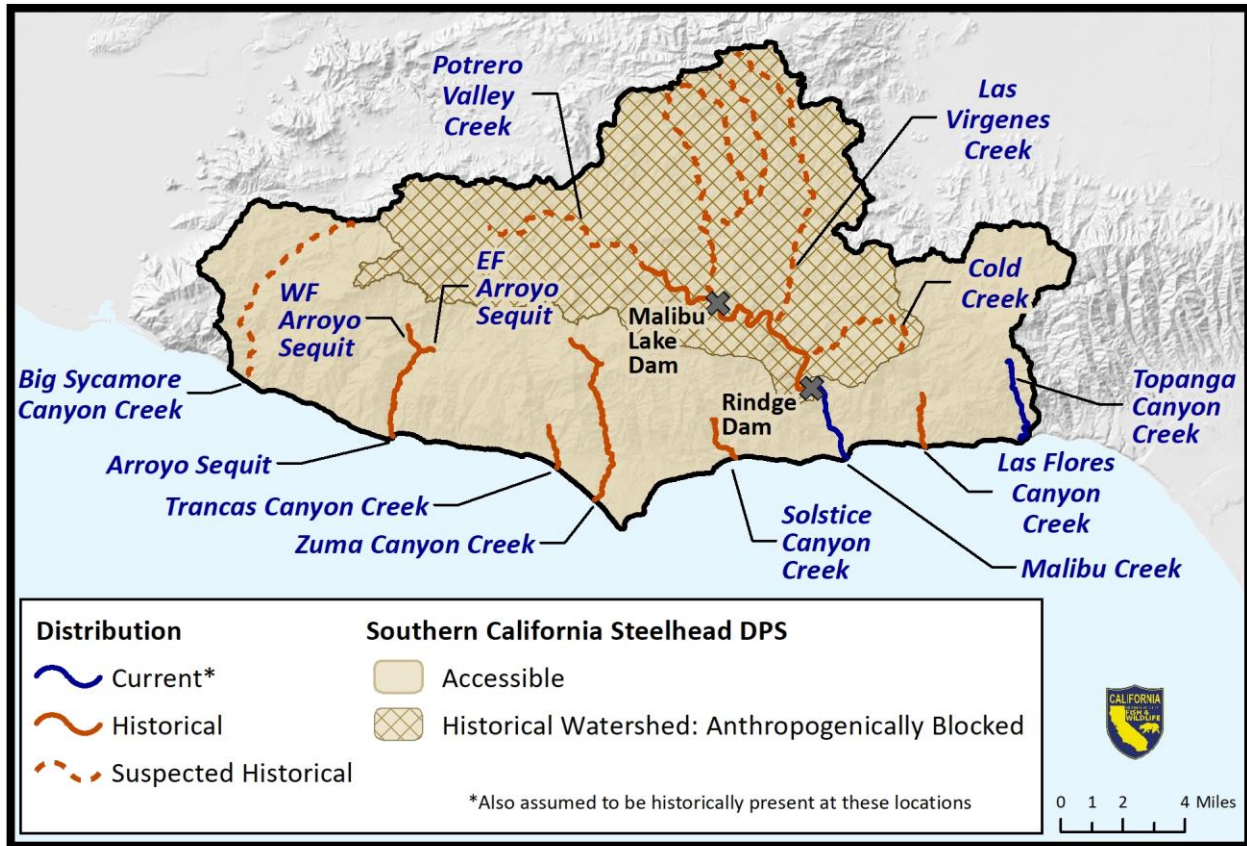 Potrero
Valley
Creek
Las
Virgenes
Creek
EF
Arroyo
Sequit
WF
Arroyo
Sequit
Cold
Creek
Malibu
Lake
Dam
Big Sycamore
Canyon Creek
Rindge
Dam
Topanga
Canyon
Creek
Arroyo Sequit
Trancas Canyon Creek
Zuma Canyon Creek
Solstice
Canyon
Creek
Las Flores
Canyon
Creek
Malibu Creek
Distribution
Current*
Historical
Suspected Historical
Southern California Steelhead DPS
Accessible
Historical Watershed: Anthropogenically Blocked
*Also assumed to be historically present at these locations
CALIFORNIA
FISH &
WILDLIFE
0 1 2 4 Miles